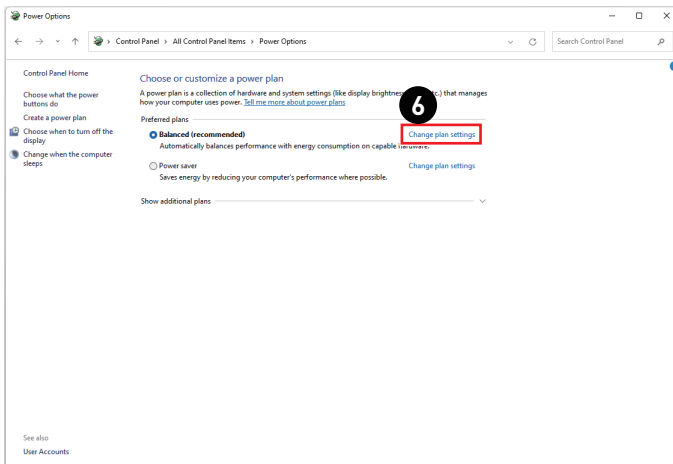 Power Options
Control Panel > All Control Panel Items > Power Options
Search Control Panel
Control Panel Home
Choose what the power
buttons do
Create a power plan
Choose when to turn off the
display
Change when the computer
sleeps
Choose or customize a power plan
A power plan is a collection of hardware and system settings (like display brightness, c.) that manages
how your computer uses power. Tell me more about power plans
6
Preferred plans
Balanced (recommended) Change plan settings
Automatically balances performance with energy consumption on capable hardware.
Power saver Change plan settings
Saves energy by reducing your computer's performance where possible.
Show additional plans
See also
User Accounts